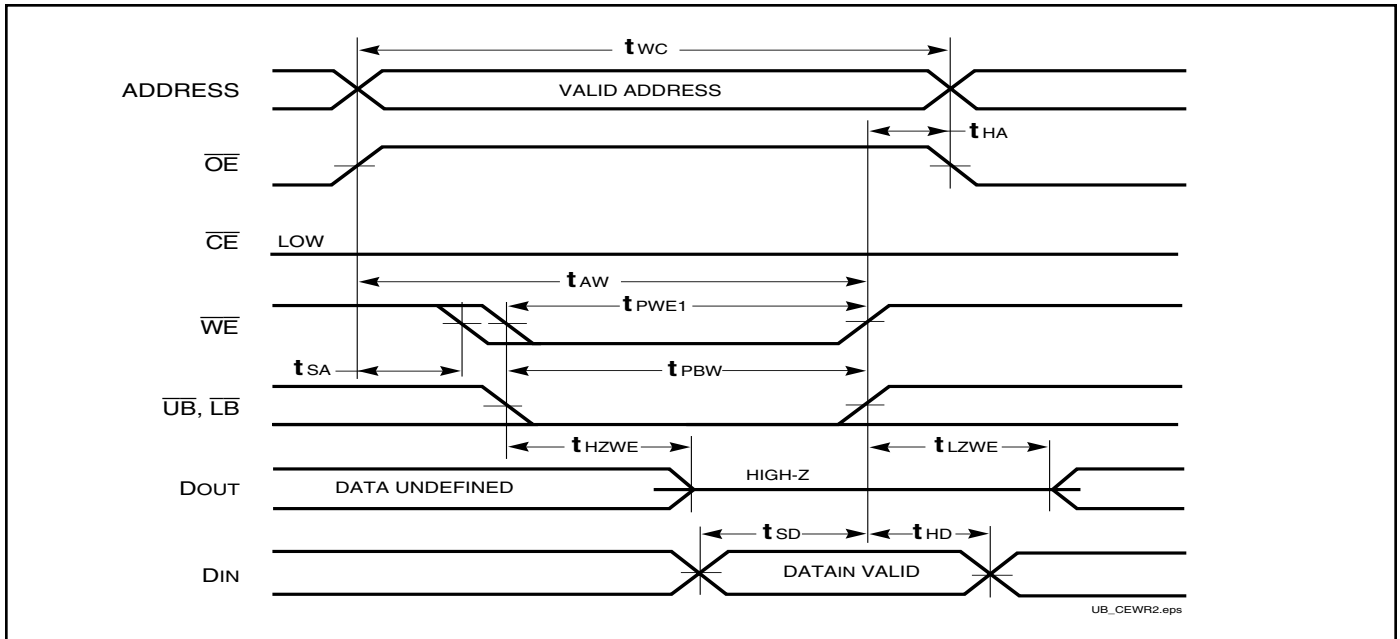 tWC
ADDRESS VALID ADDRESS
tHA
OE
CE LOW
tAW
tPWE1
WE
tSA tPBW
UB, LB
tHZWE tLZWE
DOUT DATA UNDEFINED HIGH-Z
tSD tHD
DIN DATAIN VALID
UB_CEWR2.eps